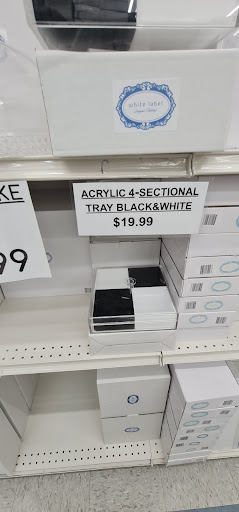 white label
ACRYLIC 4-SECTIONAL
TRAY BLACK&WHITE
$19.99
KE
99